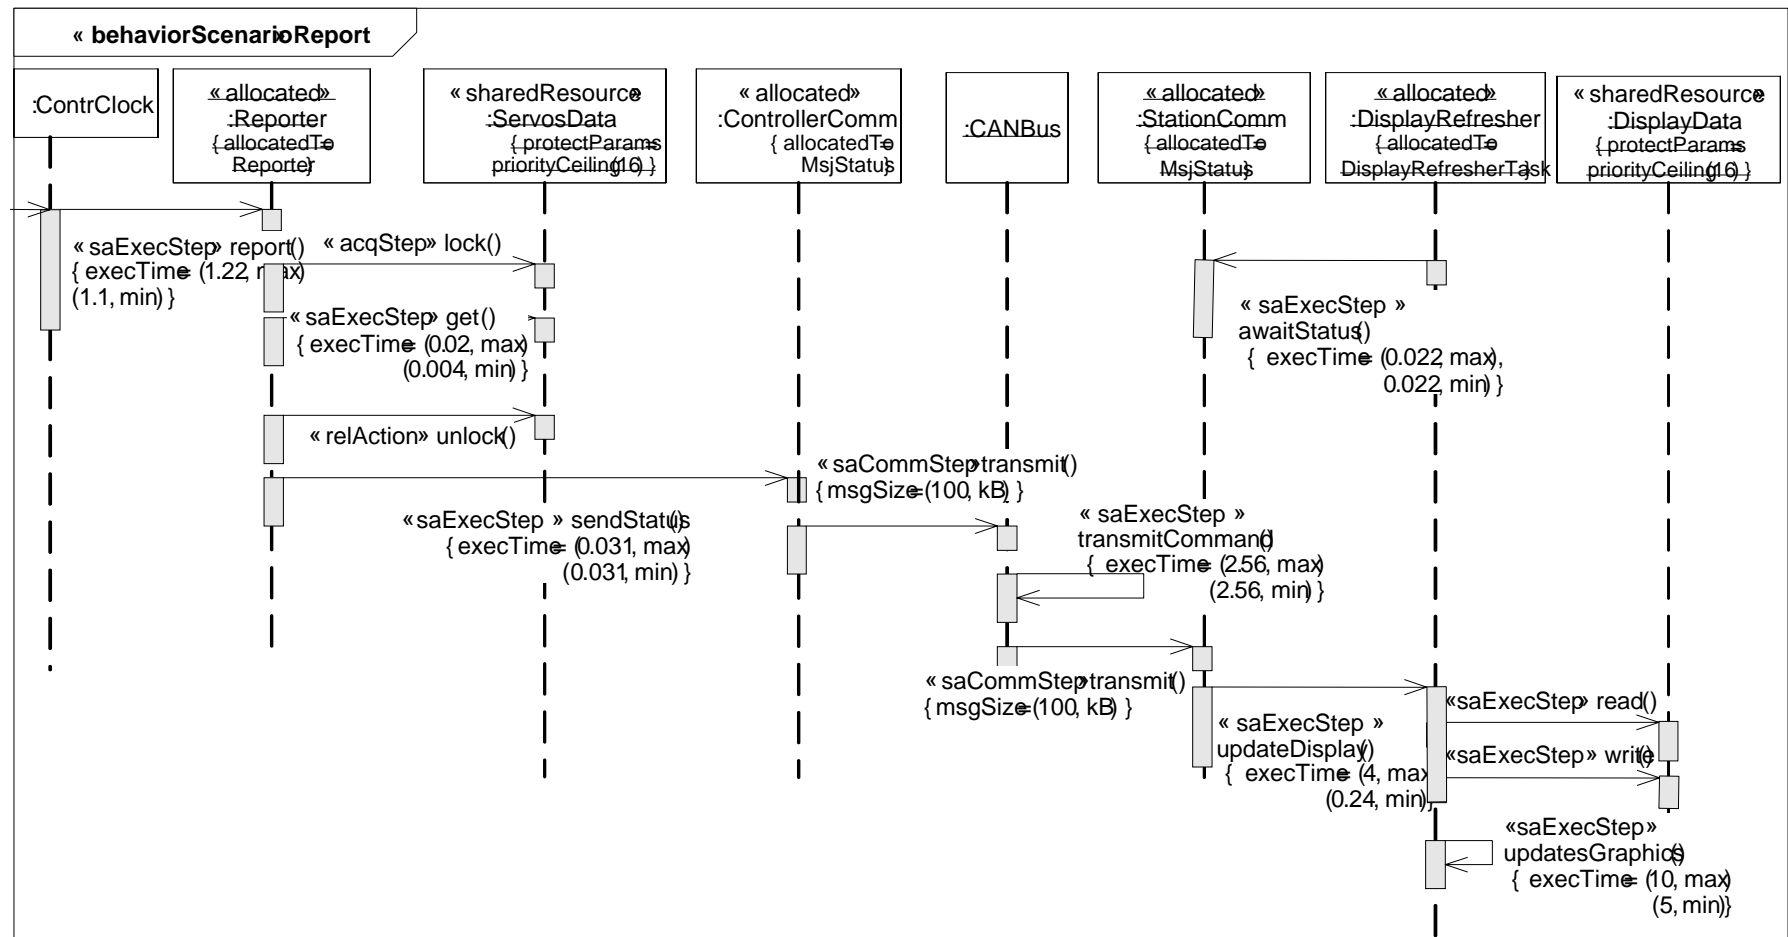 « behaviorScenario» Report
:ContrClock
« allocated»
:Reporter
{ allocatedTo =
Reporter}
« sharedResource»
:ServosData
{ protectParams =
priorityCeiling(16) }
« allocated»
:ControllerComm
{ allocatedTo =
MsjStatus}
:CANBus
« allocated»
:StationComm
{ allocatedTo =
MsjStatus}
« allocated»
:DisplayRefresher
{ allocatedTo =
DisplayRefresherTask}
« sharedResource»
:DisplayData
{ protectParams =
priorityCeiling(16) }
« saExecStep» report()
{ execTime = (1.22, max)
(1.1, min) }
« acqStep» lock()
« saExecStep» get()
{ execTime = (0.02, max)
(0.004, min) }
« saExecStep »
awaitStatus()
{ execTime = (0.022, max),
0.022, min) }
« relAction» unlock()
« saCommStep» transmit()
{ msgSize = (100, kB) }
« saExecStep » sendStatus()
{ execTime = (0.031, max)
(0.031, min) }
« saExecStep »
transmitCommand()
{ execTime = (2.56, max)
(2.56, min) }
« saCommStep» transmit()
{ msgSize = (100, kB) }
« saExecStep »
updateDisplay()
{ execTime = (4, max)
(0.24, min)}
«saExecStep» read()
«saExecStep» write()
«saExecStep»
updatesGraphics()
{ execTime = (10, max)
(5, min)}